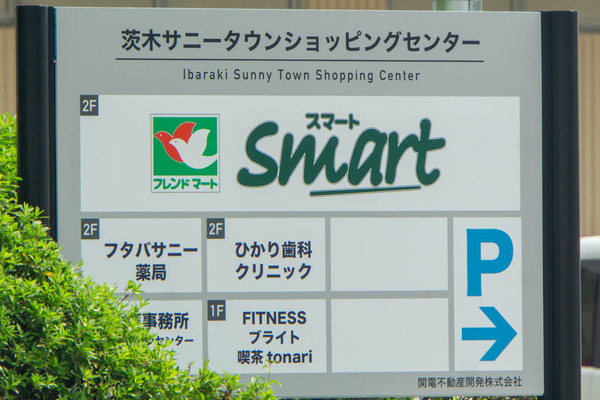 茨木サニータウンショッピングセンター
Ibaraki Sunny Town Shopping Center
2F
フレンドマート
スマート
smart
2F
フタバサニー
薬局
2F
ひかり歯科
クリニック
P
事務所
センター
1F
FITNESS
ブライト
喫茶 tonari
関電不動産開発株式会社